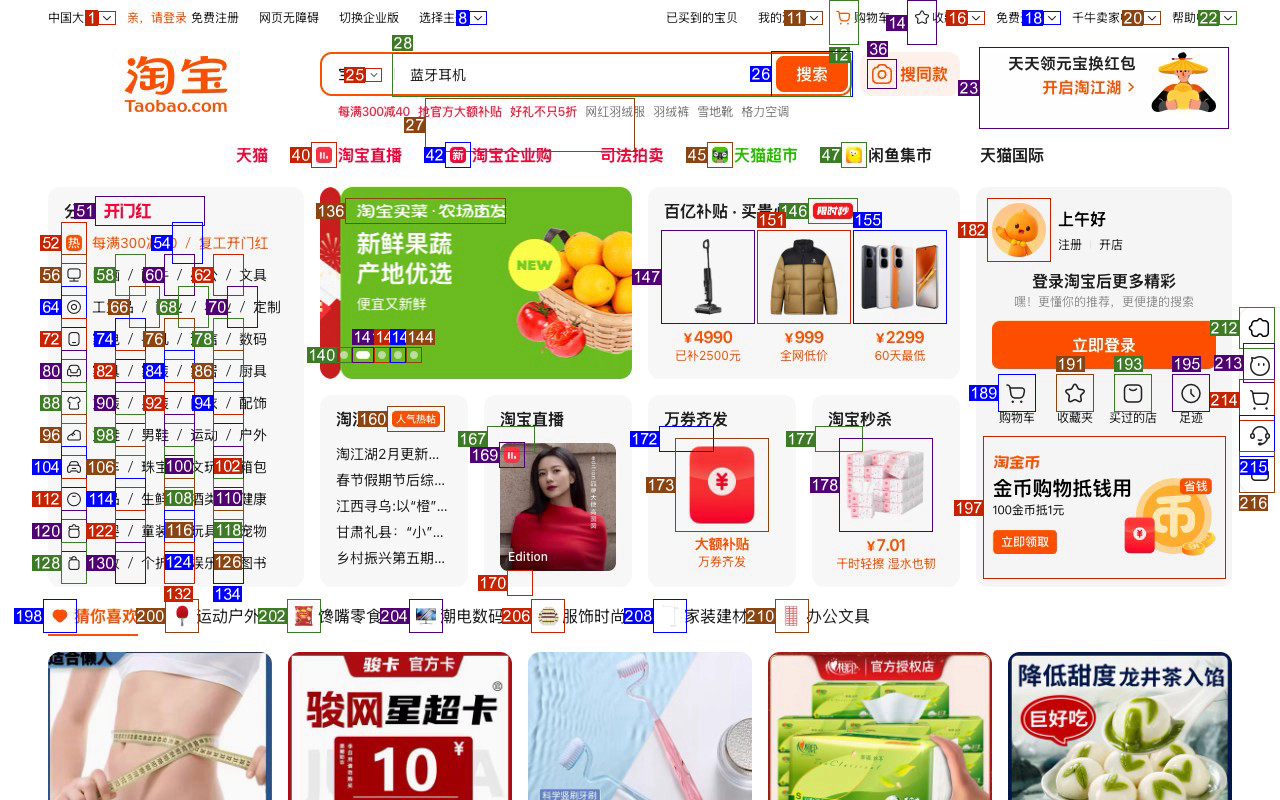 中国大 1 亲，请登录 免费注册 网页无障碍 切换企业版 选择主 8 已买到的宝贝 我的 11 购物车 14 收 16 免费 18 千牛卖家 20 帮助 22
淘宝
Taobao.com
28
25 蓝牙耳机 26 搜索 12
36 搜同款
23 天天领元宝换红包
开启淘江湖
每满300减40 抢官方大额补贴 好礼不只5折 网红羽绒服 羽绒裤 雪地靴 格力空调
27
天猫 40 淘宝直播 42 新 淘宝企业购 司法拍卖 45 天猫超市 47 闲鱼集市 天猫国际
51 开门红
52 热 每满300 54 / 复工开门红
56 58 / 60 / 62 / 文具
64 工 66 / 68 / 70 / 定制
72 74 / 76 / 78 / 数码
80 82 / 84 / 86 / 厨具
88 90 / 92 / 94 / 配饰
96 98 / 男鞋 / 运动 / 户外
104 106 / 珠宝 100 文玩 102 箱包
112 114 / 生鲜 108 酒类 110 健康
120 122 / 童装 116 玩具 118 宠物
128 130 / 个护 124 娱乐 126 图书
132 134
136 淘宝买菜·农场直发
新鲜果蔬
产地优选
便宜又新鲜
NEW
14 14 14 144
140
百亿补贴 · 买贵 146 限时秒
151 155
147
¥4990 ¥999 ¥2299
已补2500元 全网低价 60天最低
160 人气热帖
淘江湖2月更新...
春节假期节后综...
江西寻乌:以“橙”...
甘肃礼县：“小”...
乡村振兴第五期...
淘宝直播
167
169
Edition
170
万券齐发
172
173
¥
大额补贴
万券齐发
淘宝秒杀
177
178
¥7.01
干时轻擦 湿水也韧
182 上午好
注册 开店
登录淘宝后更多精彩
嘿！更懂你的推荐，更便捷的搜索
立即登录
191 193 195
189
购物车 收藏夹 买过的店 足迹
197 淘金币
金币购物抵钱用
100金币抵1元
立即领取
省钱
币
¥
212
213
214
215
216
198 猜你喜欢 200 运动户外 202 馋嘴零食 204 潮电数码 206 服饰时尚 208 家装建材 210 办公文具
适合懒人
骏卡 官方卡
骏网星超卡
10 ¥
科学竖刷牙刷
心相印 官方授权店
降低甜度 龙井茶入馅
巨好吃